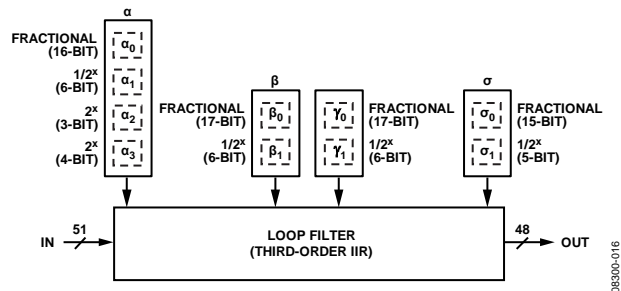 α
FRACTIONAL
(16-BIT)
α0
1/2x
(6-BIT)
α1
2x
(3-BIT)
α2
2x
(4-BIT)
α3
β
FRACTIONAL
(17-BIT)
β0
1/2x
(6-BIT)
β1
γ
γ0
FRACTIONAL
(17-BIT)
γ1
1/2x
(6-BIT)
σ
σ0
FRACTIONAL
(15-BIT)
σ1
1/2x
(5-BIT)
IN
51
LOOP FILTER
(THIRD-ORDER IIR)
48
OUT
08300-016